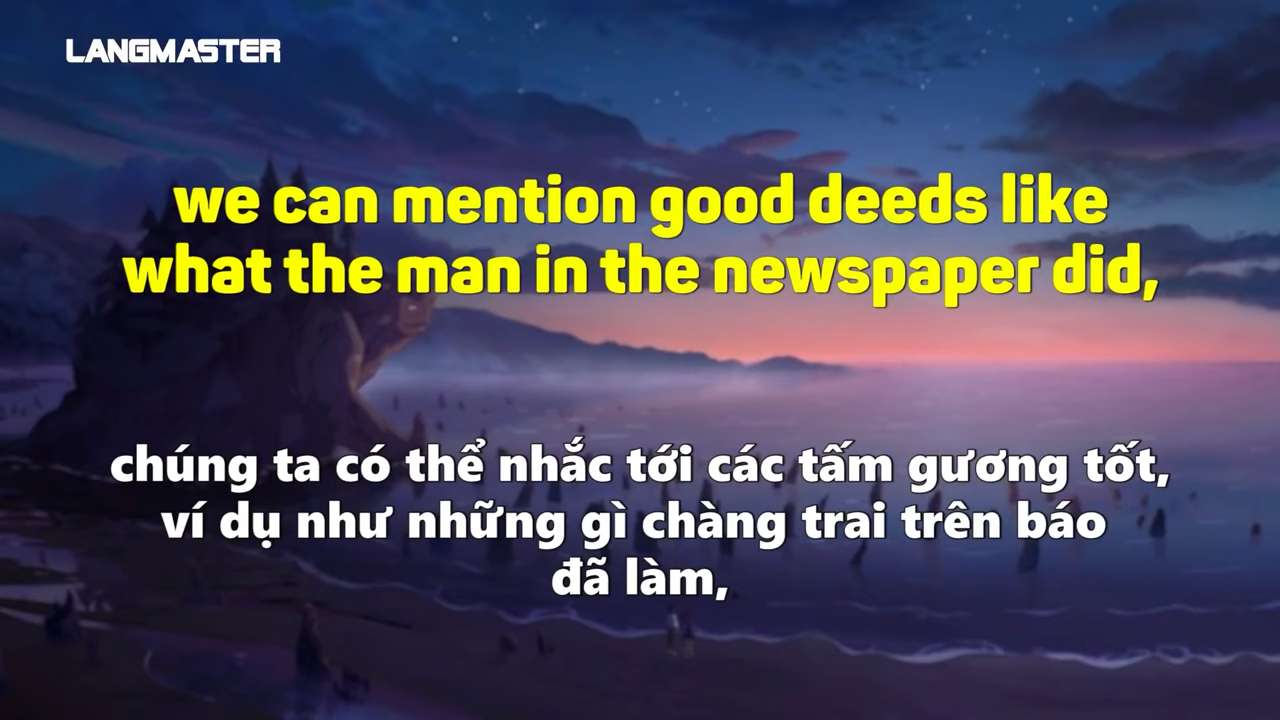 LANGMASTER
we can mention good deeds like
what the man in the newspaper did,
chúng ta có thể nhắc tới các tấm gương tốt,
ví dụ như những gì chàng trai trên báo
đã làm,